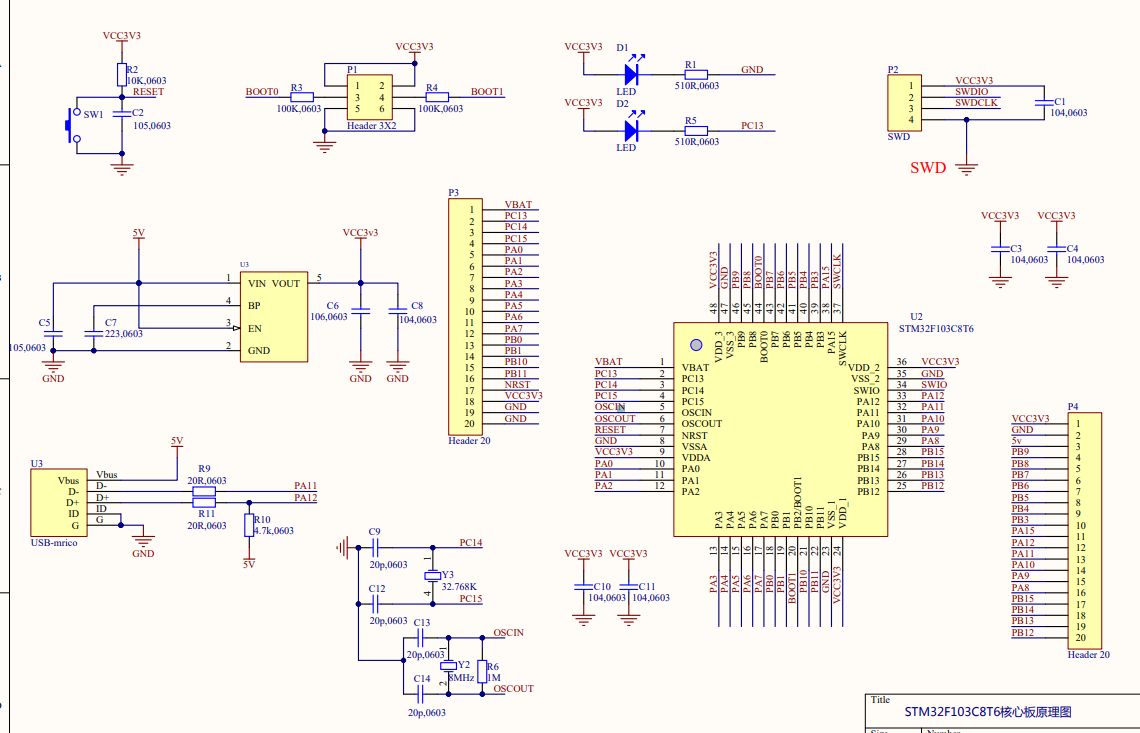 VCC3V3
R2
10K,0603
RESET
SW1
C2
105,0603
VCC3V3
P1
BOOT0
R3
100K,0603
1
2
3
4
5
6
R4
100K,0603
BOOT1
Header 3X2
VCC3V3
D1
LED
R1
510R,0603
GND
VCC3V3
D2
LED
R5
510R,0603
PC13
P2
1
2
3
4
SWD
VCC3V3
SWDIO
SWDCLK
C1
104,0603
SWD
5V
VCC3v3
U3
1
VIN
VOUT
5
4
BP
3
EN
2
GND
C5
105,0603
C7
223,0603
GND
C6
106,0603
C8
104,0603
GND
GND
P3
1 VBAT
2 PC13
3 PC14
4 PC15
5 PA0
6 PA1
7 PA2
8 PA3
9 PA4
10 PA5
11 PA6
12 PA7
13 PB0
14 PB1
15 PB10
16 PB11
17 NRST
18 VCC3V3
19 GND
20 GND
Header 20
VCC3V3
C3
104,0603
VCC3V3
C4
104,0603
U2
STM32F103C8T6
VCC3V3 48 VDD_3
GND 47 VSS_3
PB9 46 PB9
PB8 45 PB8
BOOT0 44 BOOT0
PB7 43 PB7
PB6 42 PB6
PB5 41 PB5
PB4 40 PB4
PB3 39 PB3
PA15 38 PA15
SWCLK 37 SWCLK
VBAT 1 VBAT
PC13 2 PC13
PC14 3 PC14
PC15 4 PC15
OSCIN 5 OSCIN
OSCOUT 6 OSCOUT
RESET 7 NRST
GND 8 VSSA
VCC3V3 9 VDDA
PA0 10 PA0
PA1 11 PA1
PA2 12 PA2
VDD_2 36 VCC3V3
VSS_2 35 GND
SWIO 34 SWIO
PA12 33 PA12
PA11 32 PA11
PA10 31 PA10
PA9 30 PA9
PA8 29 PA8
PB15 28 PB15
PB14 27 PB14
PB13 26 PB13
PB12 25 PB12
PA3 13 PA3
PA4 14 PA4
PA5 15 PA5
PA6 16 PA6
PA7 17 PA7
PB0 18 PB0
PB1 19 PB1
PB2/BOOT1 20 BOOT1
PB10 21 PB10
PB11 22 PB11
VSS_1 23 GND
VDD_1 24 VCC3V3
P4
VCC3V3 1
GND 2
5v 3
PB9 4
PB8 5
PB7 6
PB6 7
PB5 8
PB4 9
PB3 10
PA15 11
PA12 12
PA11 13
PA10 14
PA9 15
PA8 16
PB15 17
PB14 18
PB13 19
PB12 20
Header 20
U3
Vbus Vbus
D- D-
D+ D+
ID ID
G G
USB-mrico
5V
GND
R9
20R,0603
R11
20R,0603
PA11
PA12
R10
4.7k,0603
5V
C9
20p,0603
PC14
1
Y3
32.768K
4
C12
20p,0603
PC15
C13
20p,0603
OSCIN
1
Y2
8MHz
2
R6
1M
C14
20p,0603
OSCOUT
VCC3V3
C10
104,0603
VCC3V3
C11
104,0603
Title
STM32F103C8T6核心板原理图